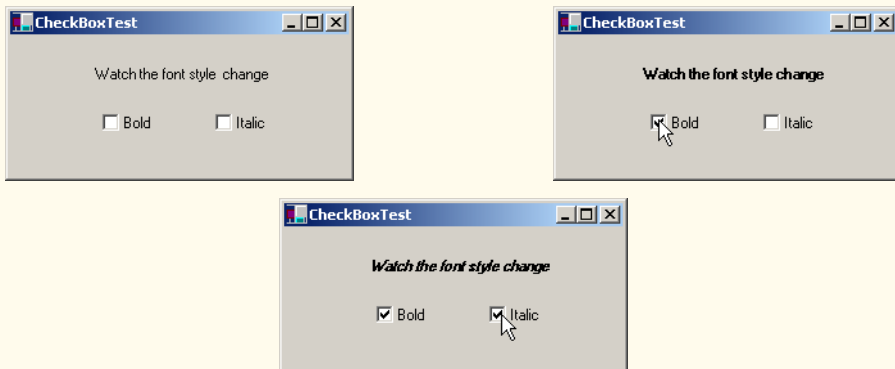 CheckBoxTest
Watch the font style change
Bold
Italic
CheckBoxTest
Watch the font style change
Bold
Italic
CheckBoxTest
Watch the font style change
Bold
Italic